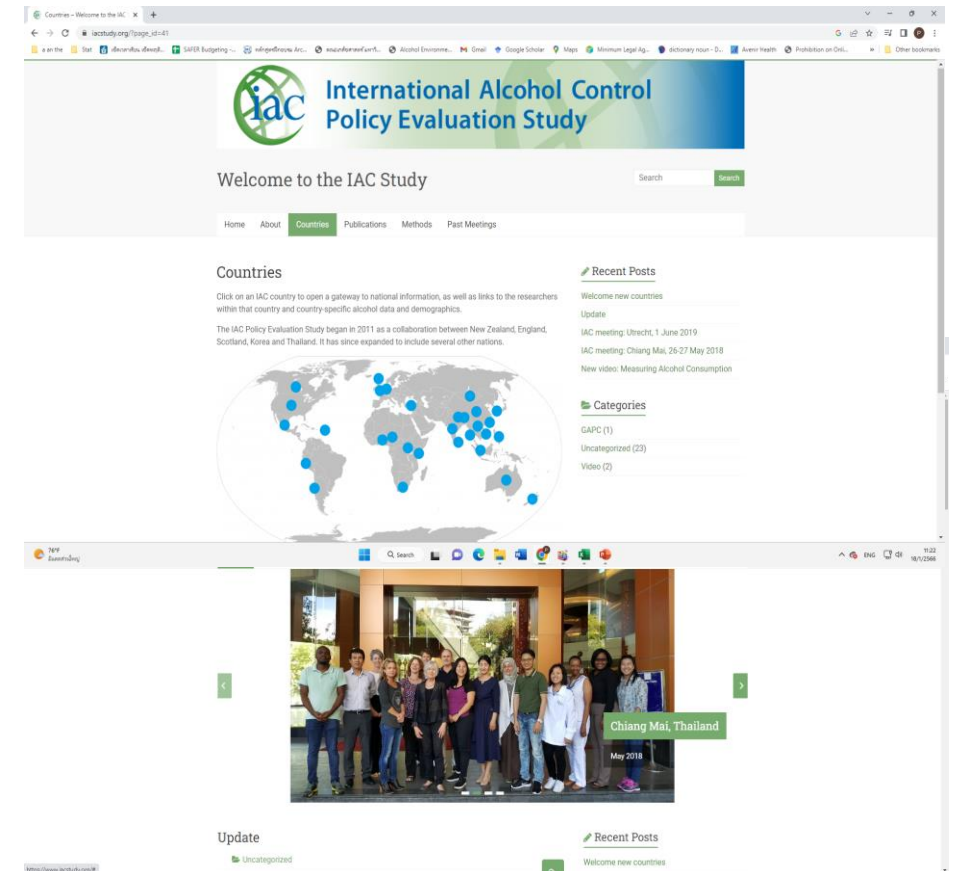 Countries – Welcome to the IAC
iacstudy.org/?page_id=41
a an the
Stat
SAFER Budgeting -...
Alcohol Environme...
Gmail
Google Scholar
Maps
Minimum Legal Ag...
dictionary noun - D...
Avenir Health
Prohibition on Onli...
Other bookmarks
iac
International Alcohol Control
Policy Evaluation Study
Welcome to the IAC Study
Search
Search
Home About Countries Publications Methods Past Meetings
Countries
Click on an IAC country to open a gateway to national information, as well as links to the researchers
within that country and country-specific alcohol data and demographics.
The IAC Policy Evaluation Study began in 2011 as a collaboration between New Zealand, England,
Scotland, Korea and Thailand. It has since expanded to include several other nations.
Recent Posts
Welcome new countries
Update
IAC meeting: Utrecht, 1 June 2019
IAC meeting: Chiang Mai, 26-27 May 2018
New video: Measuring Alcohol Consumption
Categories
GAPC (1)
Uncategorized (23)
Video (2)
76°F
Search
ENG
11:22
18/1/2566
Chiang Mai, Thailand
May 2018
Update
Uncategorized
Recent Posts
Welcome new countries
https://www.iacstudy.org/#